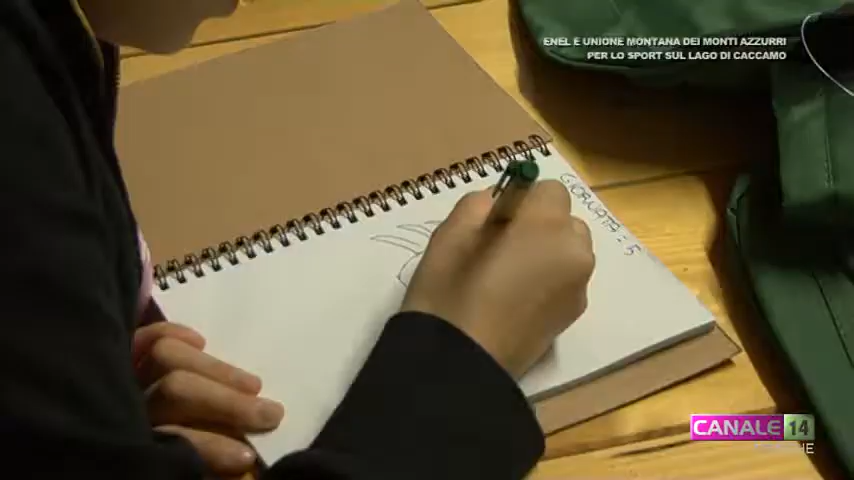 ENEL E UNIONE MONTANA DEI MONTI AZZURRI
PER LO SPORT SUL LAGO DI CACCAMO
GIORNATA: 5
CANALE 14